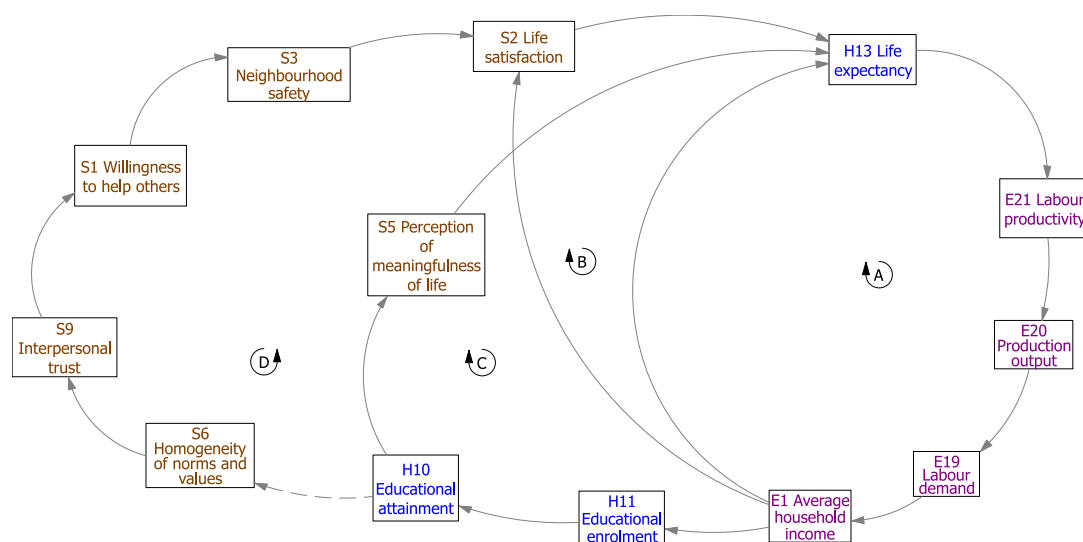 S2 Life
satisfaction
H13 Life
expectancy
S3
Neighbourhood
safety
S1 Willingness
to help others
E21 Labour
productivity
S5 Perception
of
meaningfulness
of life
B
A
S9
Interpersonal
trust
E20
Production
output
D
C
S6
Homogeneity
of norms and
values
H10
Educational
attainment
E19
Labour
demand
H11
Educational
enrolment
E1 Average
household
income